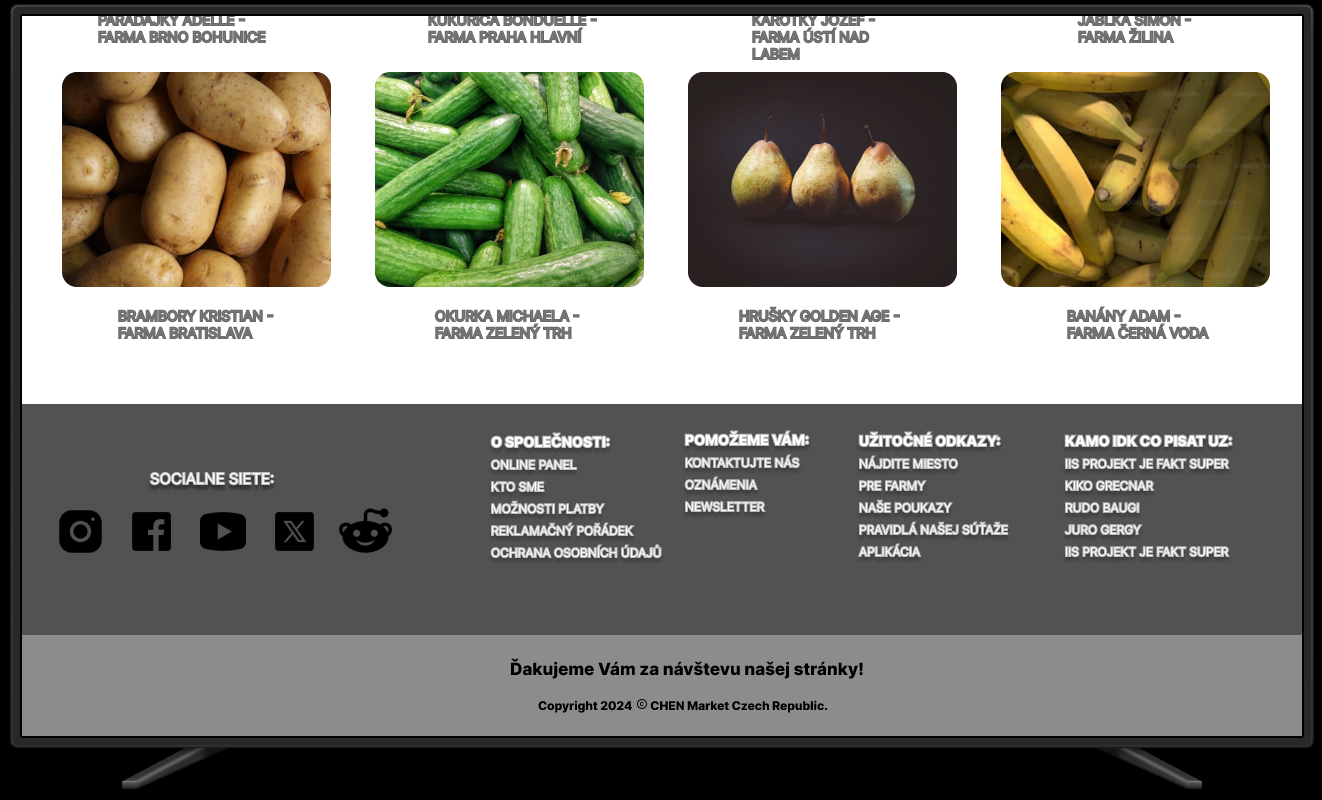 PARADAJKY ADELLE -
FARMA BRNO BOHUNICE
KUKURICA BONDUELLE -
FARMA PRAHA HLAVNÍ
KAROTKY JOZEF -
FARMA ÚSTÍ NAD
LABEM
JABLKA SIMON -
FARMA ŽILINA
BRAMBORY KRISTIAN -
FARMA BRATISLAVA
OKURKA MICHAELA -
FARMA ZELENÝ TRH
HRUŠKY GOLDEN AGE -
FARMA ZELENÝ TRH
BANÁNY ADAM -
FARMA ČERNÁ VODA
SOCIALNE SIETE:
O SPOLEČNOSTI:
ONLINE PANEL
KTO SME
MOŽNOSTI PLATBY
REKLAMAČNÝ POŘÁDEK
OCHRANA OSOBNÍCH ÚDAJŮ
POMOŽEME VÁM:
KONTAKTUJTE NÁS
OZNÁMENIA
NEWSLETTER
UŽITOČNÉ ODKAZY:
NÁJDITE MIESTO
PRE FARMY
NAŠE POUKAZY
PRAVIDLÁ NAŠEJ SÚŤAŽE
APLIKÁCIA
KAMO IDK CO PISAT UZ:
IIS PROJEKT JE FAKT SUPER
KIKO GRECNAR
RUDO BAUGI
JURO GERGY
IIS PROJEKT JE FAKT SUPER
Ďakujeme Vám za návštevu našej stránky!
Copyright 2024 © CHEN Market Czech Republic.